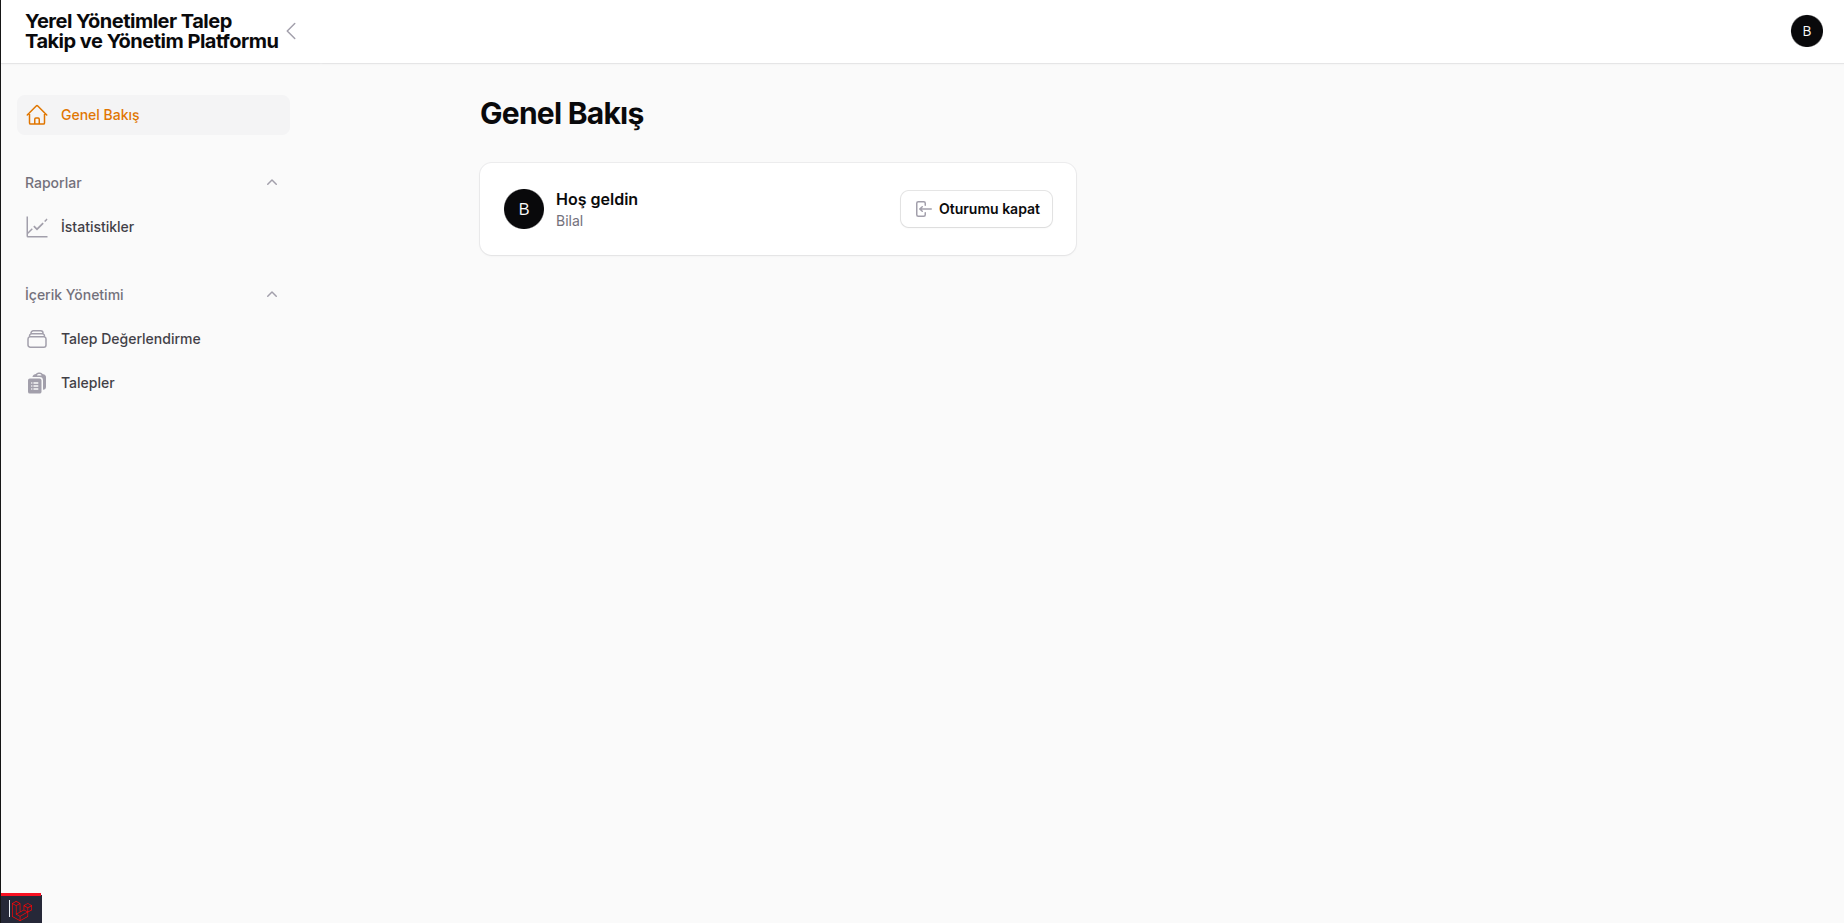 Yerel Yönetimler Talep
Takip ve Yönetim Platformu
B
Genel Bakış
Raporlar
İstatistikler
İçerik Yönetimi
Talep Değerlendirme
Talepler
Genel Bakış
B
Hoş geldin
Bilal
Oturumu kapat